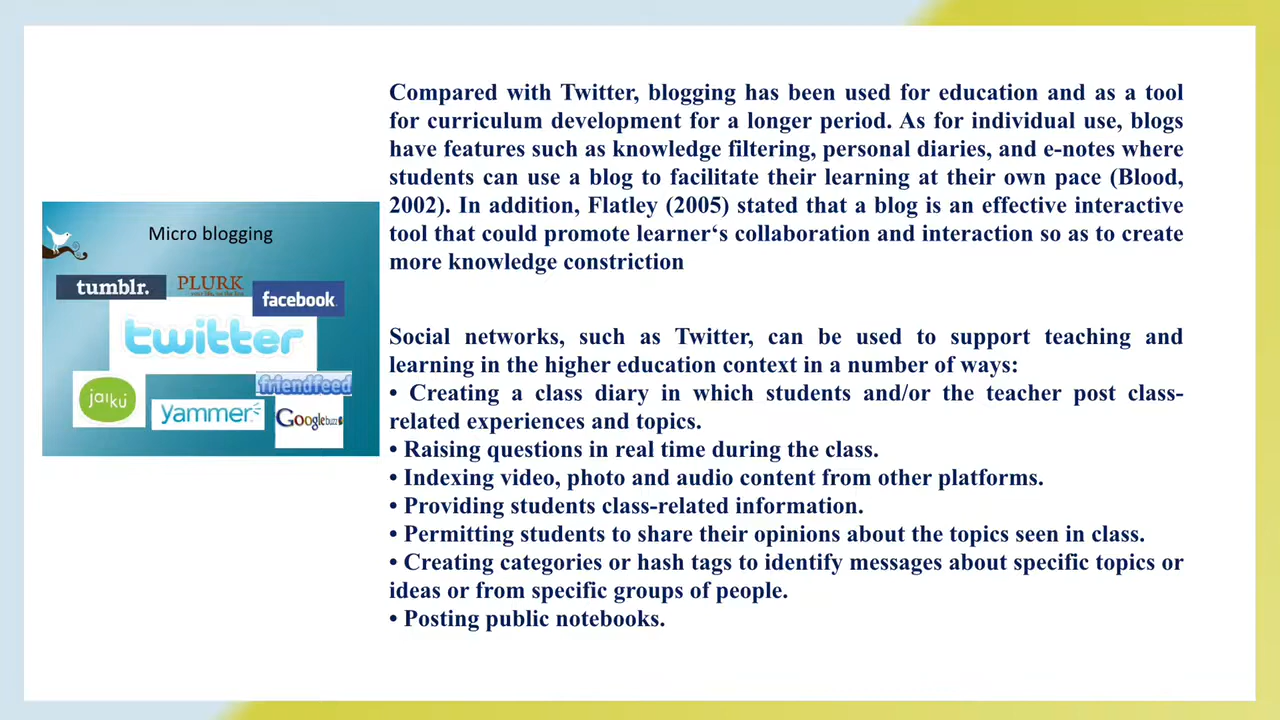 Compared with Twitter, blogging has been used for education and as a tool
for curriculum development for a longer period. As for individual use, blogs
have features such as knowledge filtering, personal diaries, and e-notes where
students can use a blog to facilitate their learning at their own pace (Blood,
2002). In addition, Flatley (2005) stated that a blog is an effective interactive
tool that could promote learner‘s collaboration and interaction so as to create
more knowledge constriction
Micro blogging
tumblr.
PLURK
facebook
twitter
jaiku
friendfeed
yammer
Google buzz
Social networks, such as Twitter, can be used to support teaching and
learning in the higher education context in a number of ways:
• Creating a class diary in which students and/or the teacher post class-
related experiences and topics.
• Raising questions in real time during the class.
• Indexing video, photo and audio content from other platforms.
• Providing students class-related information.
• Permitting students to share their opinions about the topics seen in class.
• Creating categories or hash tags to identify messages about specific topics or
ideas or from specific groups of people.
• Posting public notebooks.